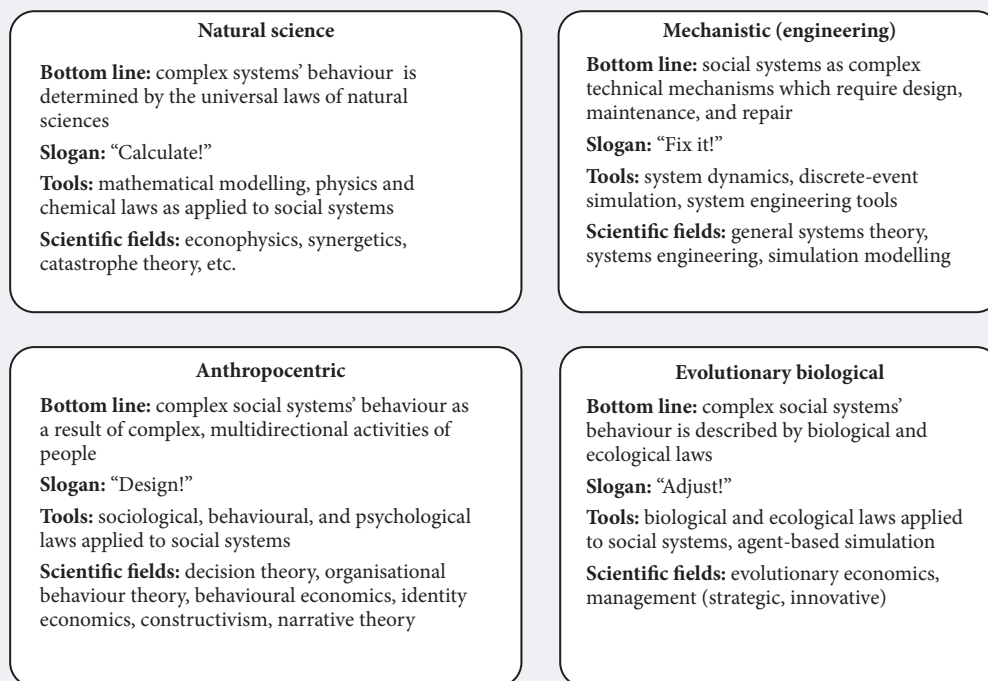 Natural science
Bottom line: complex systems’ behaviour is
determined by the universal laws of natural
sciences
Slogan: “Calculate!”
Tools: mathematical modelling, physics and
chemical laws as applied to social systems
Scientific fields: econophysics, synergetics,
catastrophe theory, etc.
Mechanistic (engineering)
Bottom line: social systems as complex
technical mechanisms which require design,
maintenance, and repair
Slogan: “Fix it!”
Tools: system dynamics, discrete-event
simulation, system engineering tools
Scientific fields: general systems theory,
systems engineering, simulation modelling
Anthropocentric
Bottom line: complex social systems’ behaviour as
a result of complex, multidirectional activities of
people
Slogan: “Design!”
Tools: sociological, behavioural, and psychological
laws applied to social systems
Scientific fields: decision theory, organisational
behaviour theory, behavioural economics, identity
economics, constructivism, narrative theory
Evolutionary biological
Bottom line: complex social systems’
behaviour is described by biological and
ecological laws
Slogan: “Adjust!”
Tools: biological and ecological laws applied
to social systems, agent-based simulation
Scientific fields: evolutionary economics,
management (strategic, innovative)